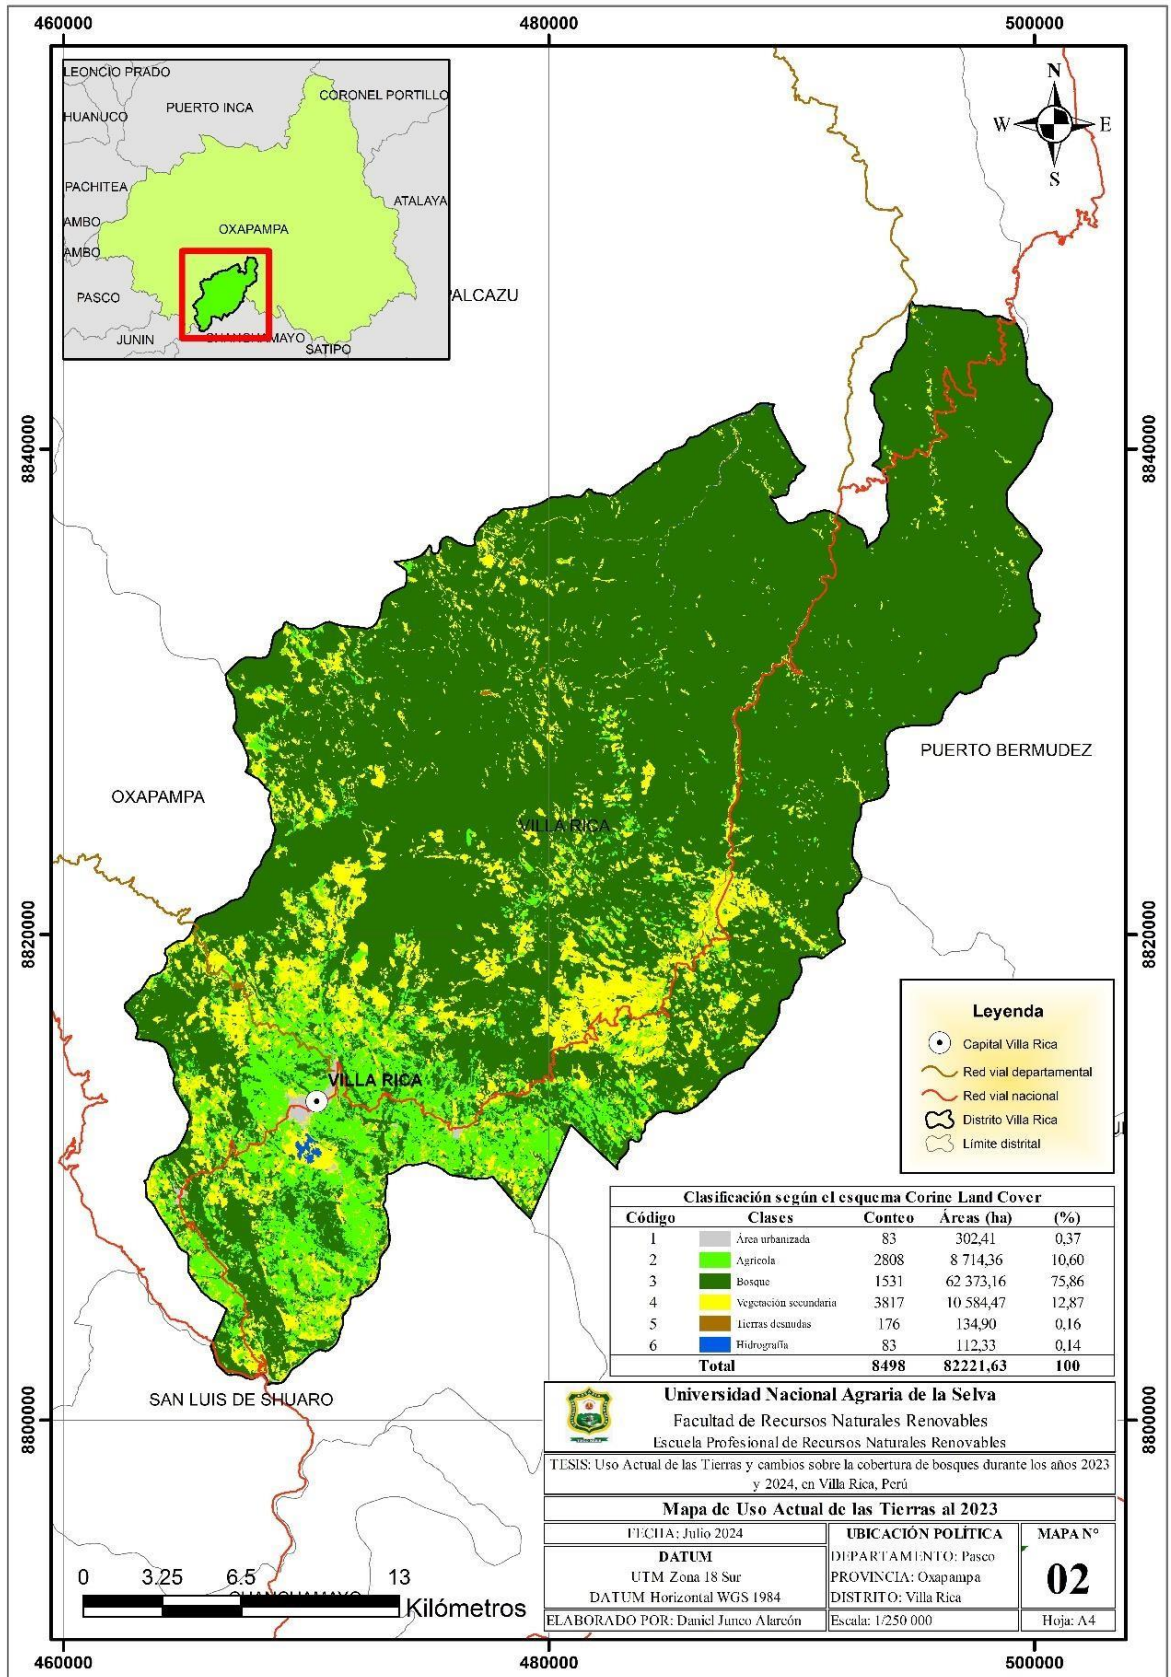 460000 480000 500000
LEONCIO PRADO
CORONEL PORTILLO
PUERTO INCA
HUANUCO
PACHITEA
ATALAYA
AMBO
OXAPAMPA
AMBO
PASCO
JUNIN
CHANCHAMAYO
SATIPO
N
W E
S
8840000 8840000
PUERTO BERMUDEZ
OXAPAMPA
VILLA RICA
8820000 8820000
VILLA RICA
Leyenda
Capital Villa Rica
Red vial departamental
Red vial nacional
Distrito Villa Rica
Límite distrital
Clasificación según el esquema Corine Land Cover
Código Clases Conteo Áreas (ha) (%)
1 Área urbanizada 83 302,41 0,37
2 Agrícola 2808 8 714,36 10,60
3 Bosque 1531 62 373,16 75,86
4 Vegetación secundaria 3817 10 584,47 12,87
5 Tierras desnudas 176 134,90 0,16
6 Hidrografía 83 112,33 0,14
Total 8498 82221,63 100
SAN LUIS DE SHUARO
8800000 8800000
Universidad Nacional Agraria de la Selva
Facultad de Recursos Naturales Renovables
Escuela Profesional de Recursos Naturales Renovables
TESIS: Uso Actual de las Tierras y cambios sobre la cobertura de bosques durante los años 2023
y 2024, en Villa Rica, Perú
Mapa de Uso Actual de las Tierras al 2023
FECHA: Julio 2024
DATUM
UTM Zona 18 Sur
DATUM Horizontal WGS 1984
ELABORADO POR: Daniel Junco Alarcón
UBICACIÓN POLÍTICA
DEPARTAMENTO: Pasco
PROVINCIA: Oxapampa
DISTRITO: Villa Rica
Escala: 1/250 000
MAPA N°
02
Hoja: A4
0 3.25 6.5 13
Kilómetros
460000 480000 500000